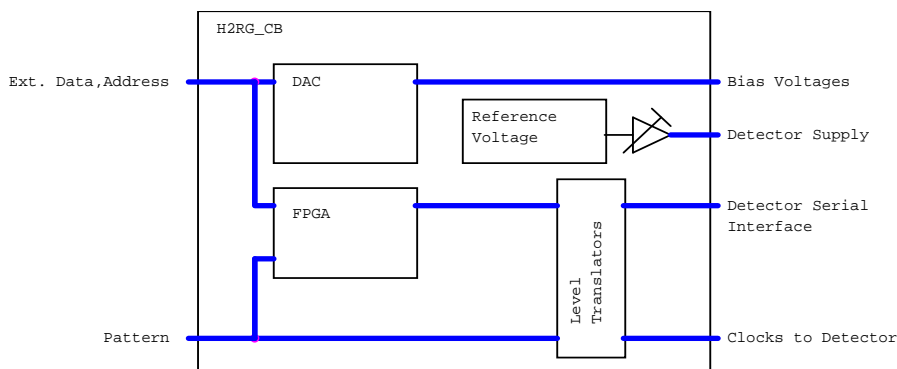 H2RG_CB
Ext. Data,Address
DAC
Bias Voltages
Reference
Voltage
Detector Supply
FPGA
Detector Serial
Interface
Level
Translators
Pattern
Clocks to Detector